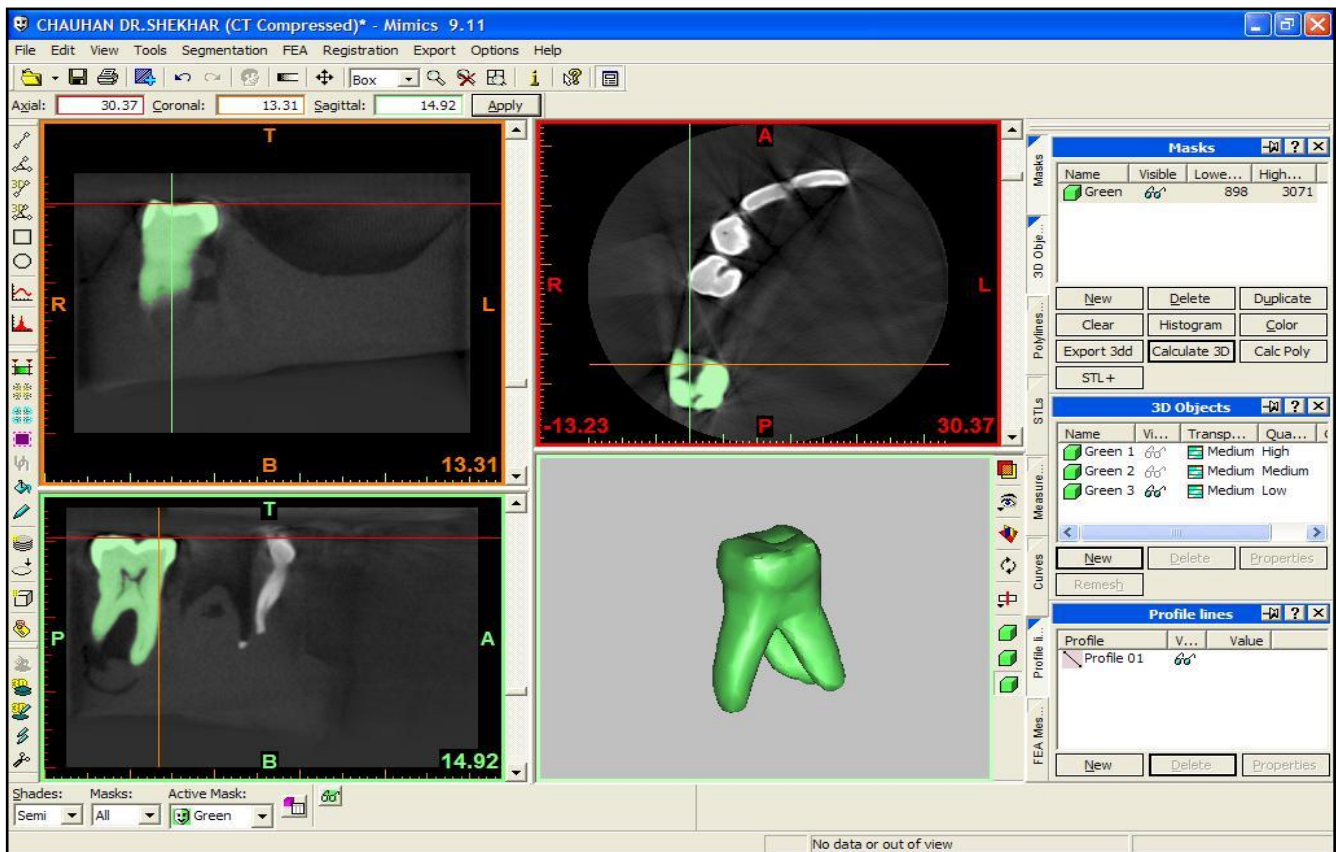 CHAUHAN DR.SHEKHAR (CT Compressed)* - Mimics 9.11
File Edit View Tools Segmentation FEA Registration Export Options Help
Box
Axial: 30.37 Coronal: 13.31 Sagittal: 14.92 Apply
T
R
L
B
13.31
A
R
L
P
-13.23
30.37
T
P
A
B
14.92
Masks
3D Obje...
Polylines...
STLs
Measure...
Curves
Profile li...
FEA Mes...
Masks
Name Visible Lowe... High...
Green 898 3071
New Delete Duplicate
Clear Histogram Color
Export 3dd Calculate 3D Calc Poly
STL+
3D Objects
Name Vi... Transp... Qua...
Green 1 Medium High
Green 2 Medium Medium
Green 3 Medium Low
New Delete Properties
Remesh
Profile lines
Profile V... Value
Profile 01
New Delete Properties
Shades: Masks: Active Mask:
Semi All Green
No data or out of view